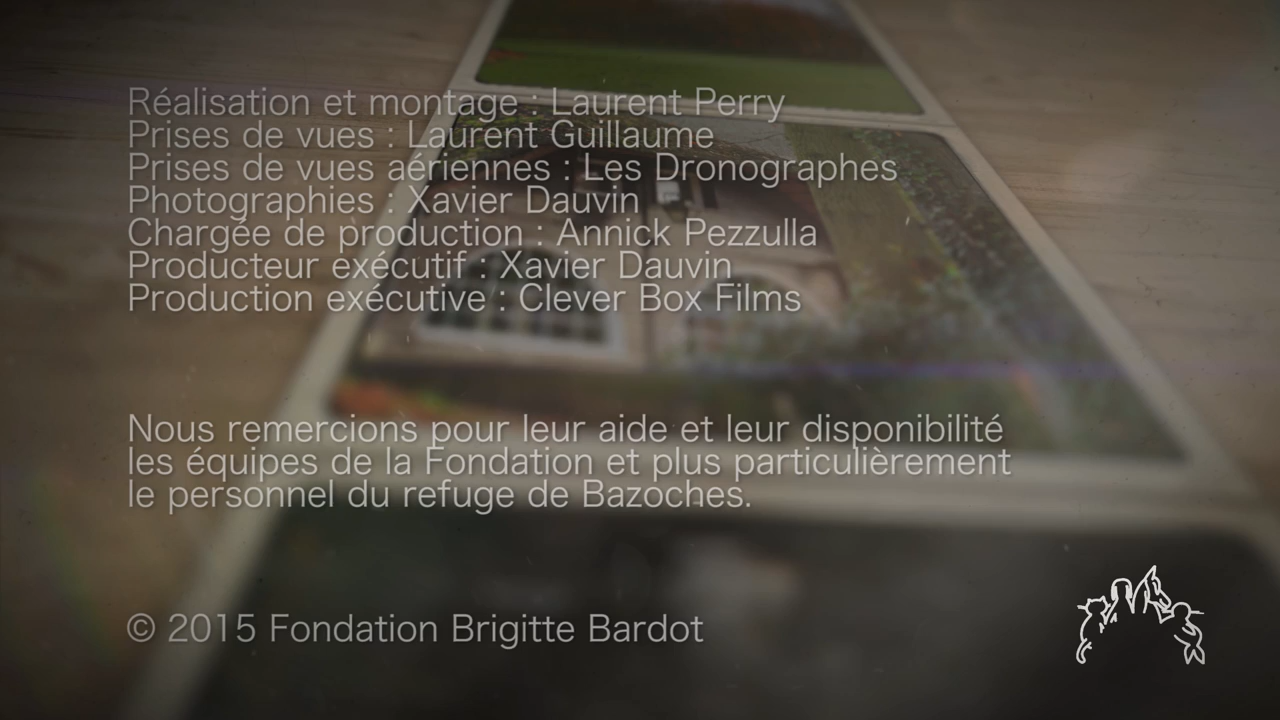 Réalisation et montage : Laurent Perry
Prises de vues : Laurent Guillaume
Prises de vues aériennes : Les Dronographes
Photographies : Xavier Dauvin
Chargée de production : Annick Pezzulla
Producteur exécutif : Xavier Dauvin
Production exécutive : Clever Box Films
Nous remercions pour leur aide et leur disponibilité
les équipes de la Fondation et plus particulièrement
le personnel du refuge de Bazoches.
© 2015 Fondation Brigitte Bardot